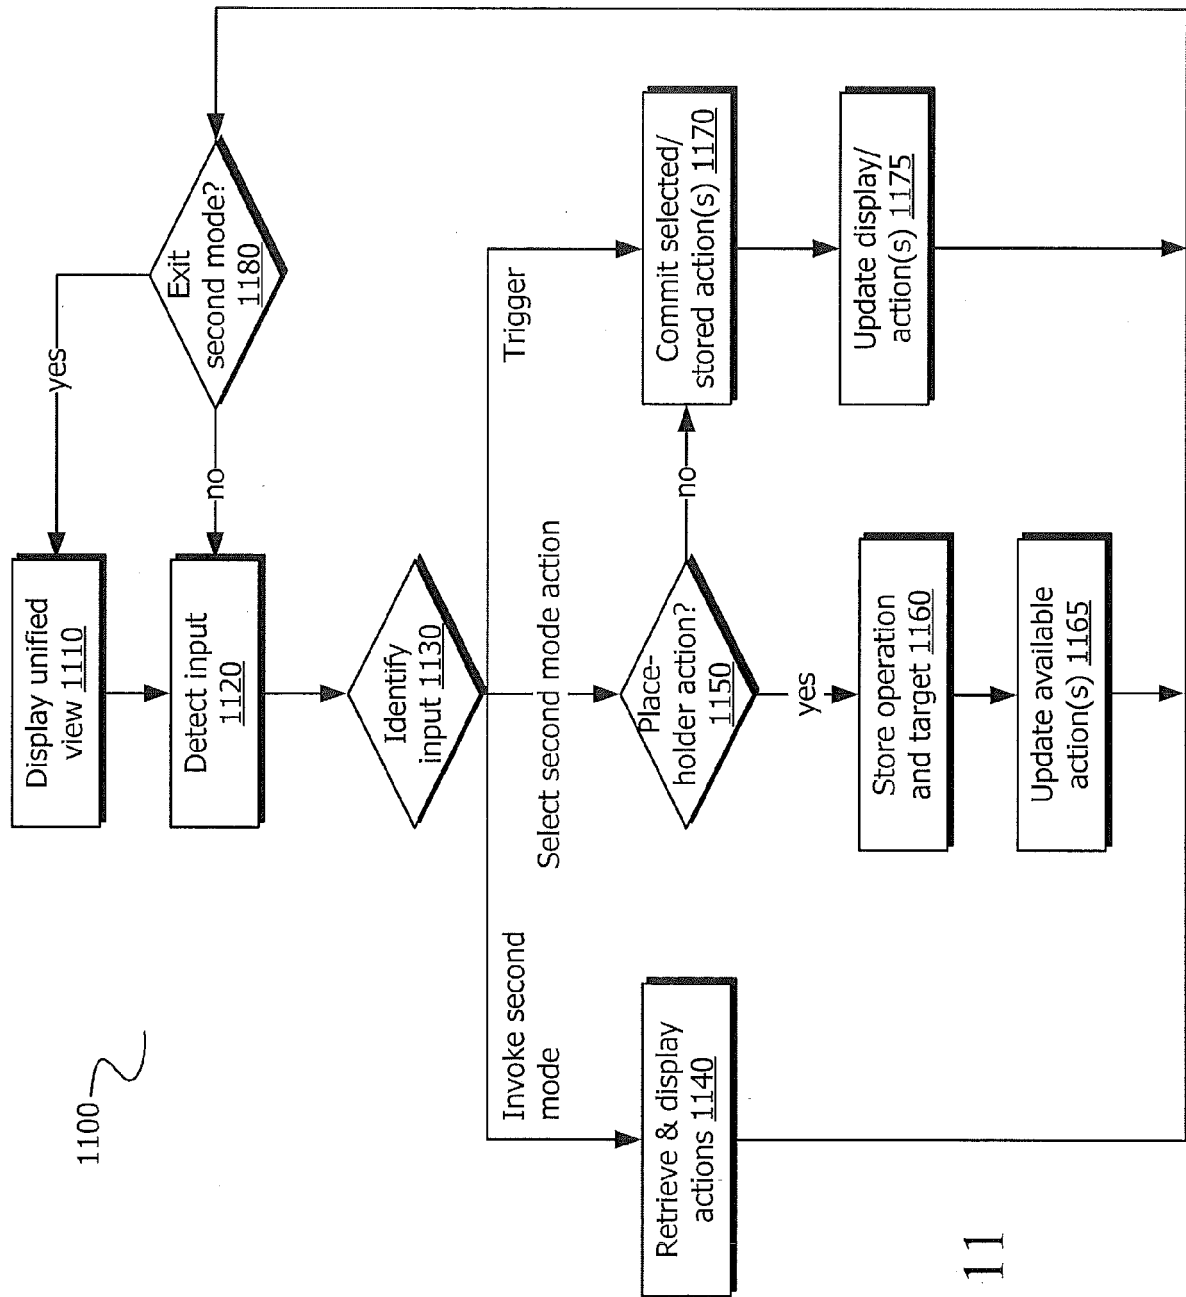 1100
Display unified
view 1110
yes
Exit
second mode?
1180
no
Detect input
1120
Identify
input 1130
Invoke second
mode
Select second mode action
Trigger
Retrieve & display
actions 1140
Place-
holder action?
1150
no
yes
Commit selected/
stored action(s) 1170
Store operation
and target 1160
Update display/
action(s) 1175
Update available
action(s) 1165
11